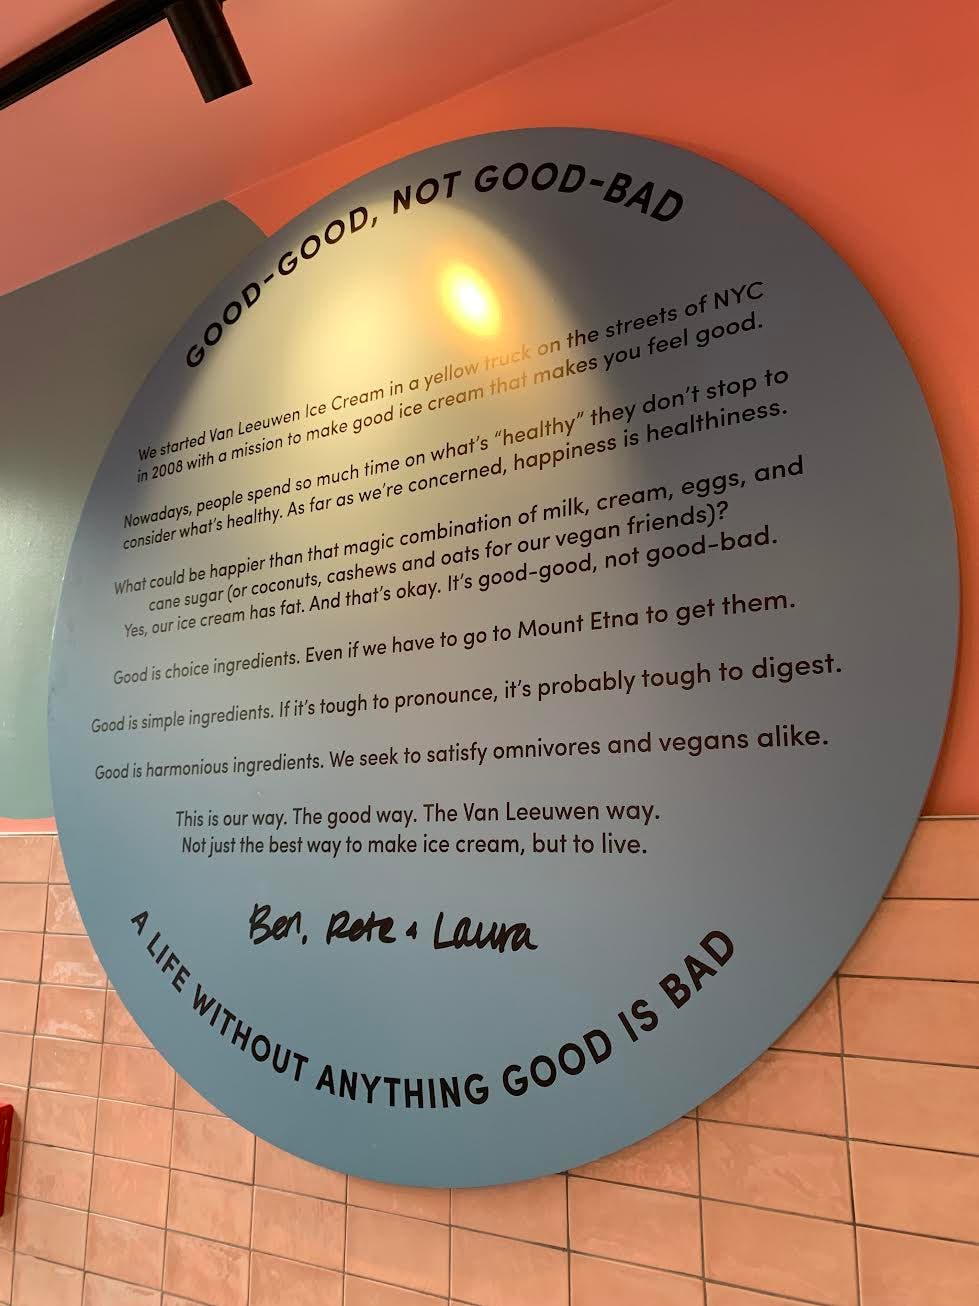 GOOD-GOOD, NOT GOOD-BAD
We started Van Leeuwen Ice Cream in a yellow truck on the streets of NYC
in 2008 with a mission to make good ice cream that makes you feel good.
Nowadays, people spend so much time on what's “healthy” they don't stop to
consider what's healthy. As far as we're concerned, happiness is healthiness.
What could be happier than that magic combination of milk, cream, eggs, and
cane sugar (or coconuts, cashews and oats for our vegan friends)?
Yes, our ice cream has fat. And that's okay. It's good-good, not good-bad.
Good is choice ingredients. Even if we have to go to Mount Etna to get them.
Good is simple ingredients. If it's tough to pronounce, it's probably tough to digest.
Good is harmonious ingredients. We seek to satisfy omnivores and vegans alike.
This is our way. The good way. The Van Leeuwen way.
Not just the best way to make ice cream, but to live.
Ben, Pete + Laura
A LIFE WITHOUT ANYTHING GOOD IS BAD